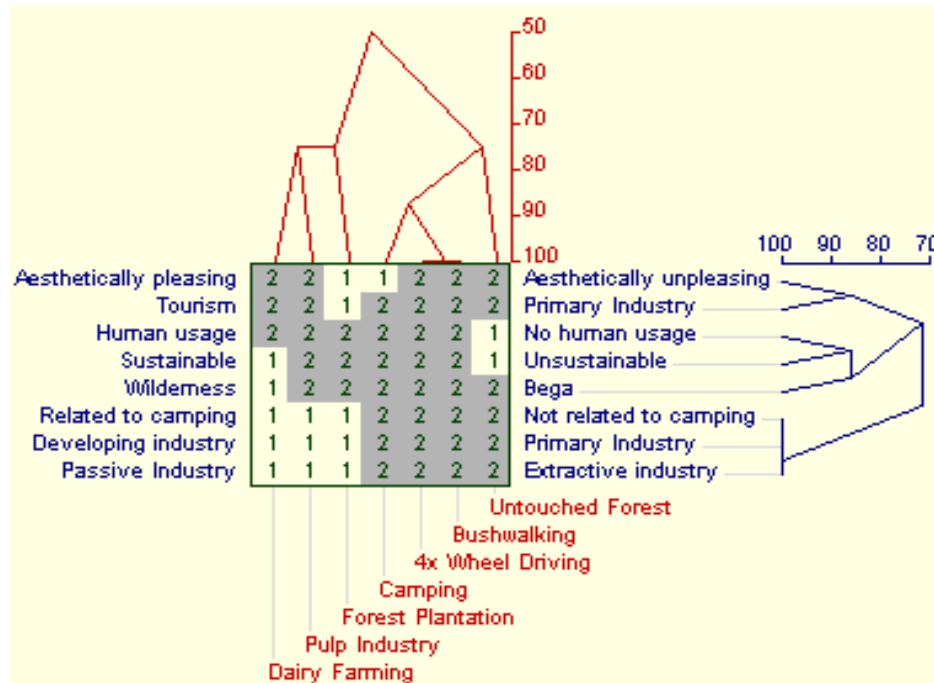 50
60
70
80
90
100
100 90 80 70
Aesthetically pleasing 2 2 1 1 2 2 2 Aesthetically unpleasing
Tourism 2 2 1 2 2 2 2 Primary Industry
Human usage 2 2 2 2 2 2 1 No human usage
Sustainable 1 2 2 2 2 2 1 Unsustainable
Wilderness 1 2 2 2 2 2 2 Bega
Related to camping 1 1 1 2 2 2 2 Not related to camping
Developing industry 1 1 1 2 2 2 2 Primary Industry
Passive Industry 1 1 1 2 2 2 2 Extractive industry
Untouched Forest
Bushwalking
4x Wheel Driving
Camping
Forest Plantation
Pulp Industry
Dairy Farming